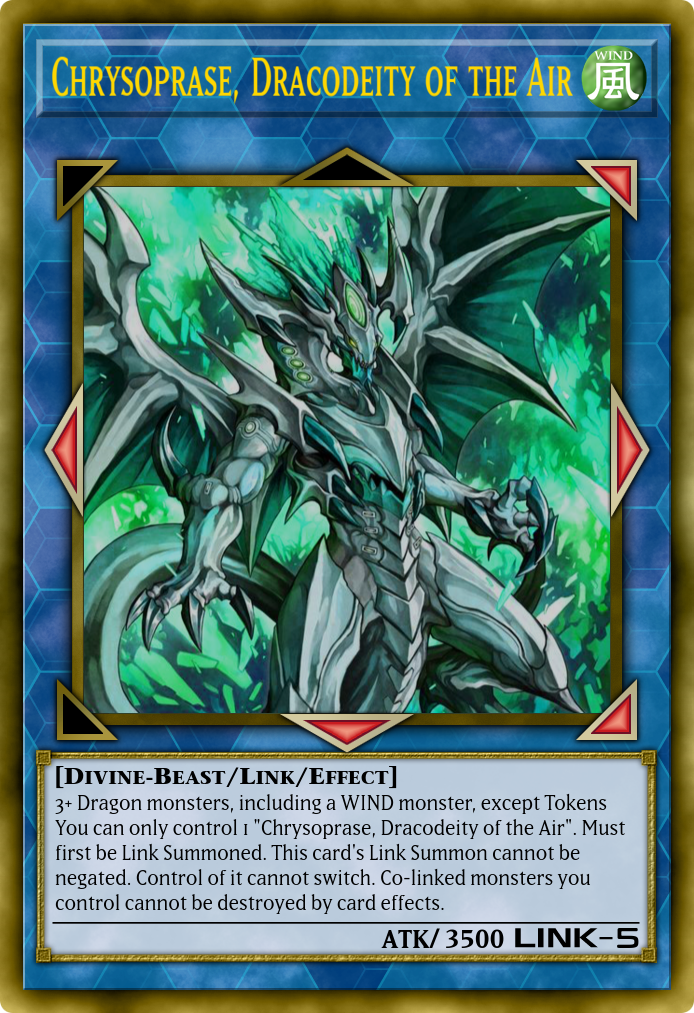 Chrysoprase, Dracodeity of the Air
WIND
風
[Divine-Beast/Link/Effect]
3+ Dragon monsters, including a WIND monster, except Tokens
You can only control 1 "Chrysoprase, Dracodeity of the Air". Must
first be Link Summoned. This card's Link Summon cannot be
negated. Control of it cannot switch. Co-linked monsters you
control cannot be destroyed by card effects.
ATK/ 3500 LINK-5